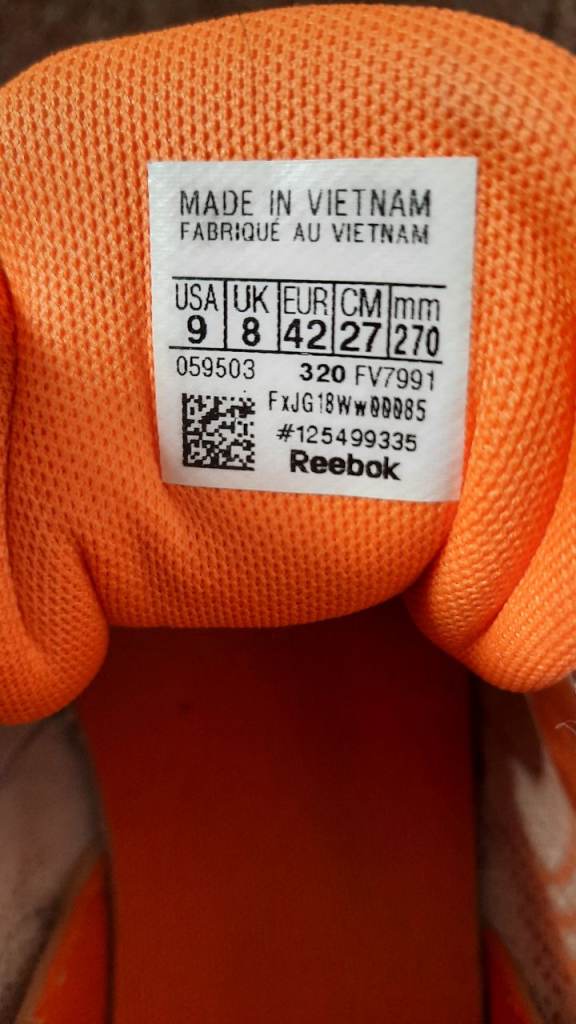 MADE IN VIETNAM
FABRIQUÉ AU VIETNAM
USA UK EUR CM mm
9 8 42 27 270
059503 320 FV7991
FxJG18Ww00085
#125499335
Reebok